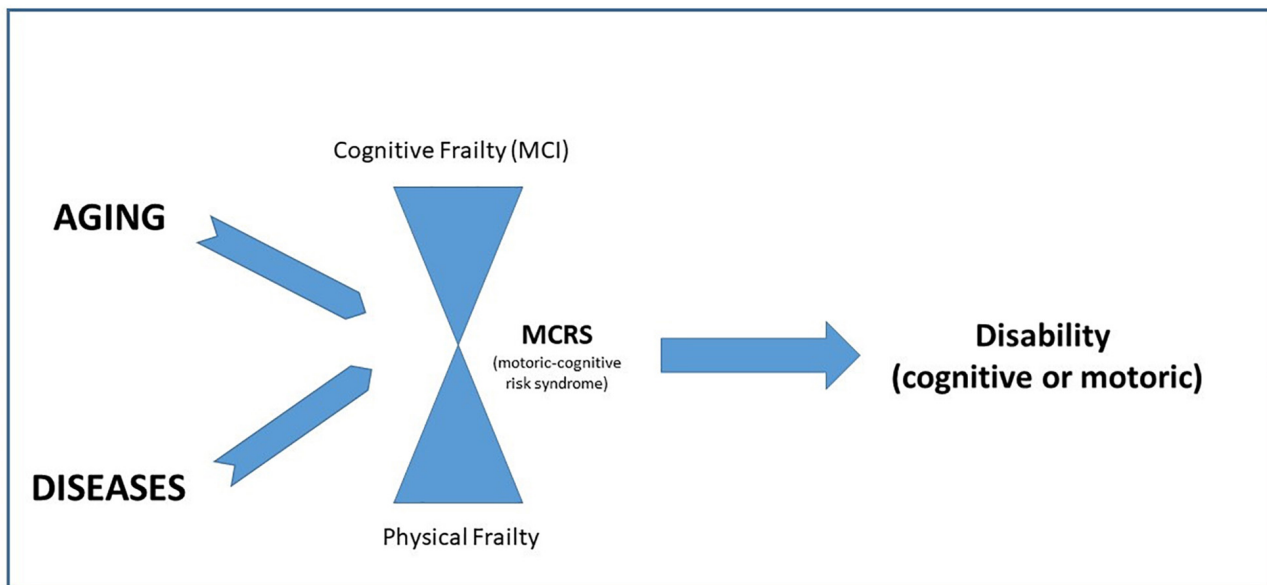 Cognitive Frailty (MCI)
AGING
MCRS
(motoric-cognitive
risk syndrome)
Disability
(cognitive or motoric)
DISEASES
Physical Frailty